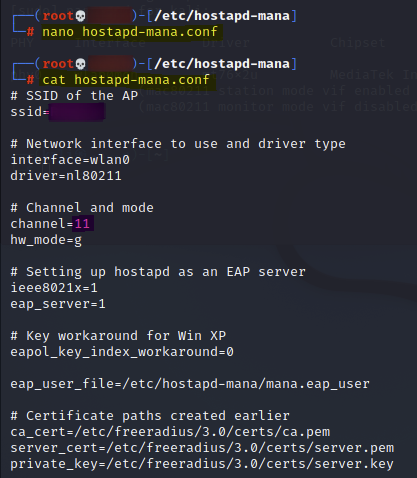 (root💀        )-[/etc/hostapd-mana]
# nano hostapd-mana.conf
(root💀        )-[/etc/hostapd-mana]
# cat hostapd-mana.conf
# SSID of the AP
ssid=
# Network interface to use and driver type
interface=wlan0
driver=nl80211
# Channel and mode
channel=11
hw_mode=g
# Setting up hostapd as an EAP server
ieee8021x=1
eap_server=1
# Key workaround for Win XP
eapol_key_index_workaround=0
eap_user_file=/etc/hostapd-mana/mana.eap_user
# Certificate paths created earlier
ca_cert=/etc/freeradius/3.0/certs/ca.pem
server_cert=/etc/freeradius/3.0/certs/server.pem
private_key=/etc/freeradius/3.0/certs/server.key